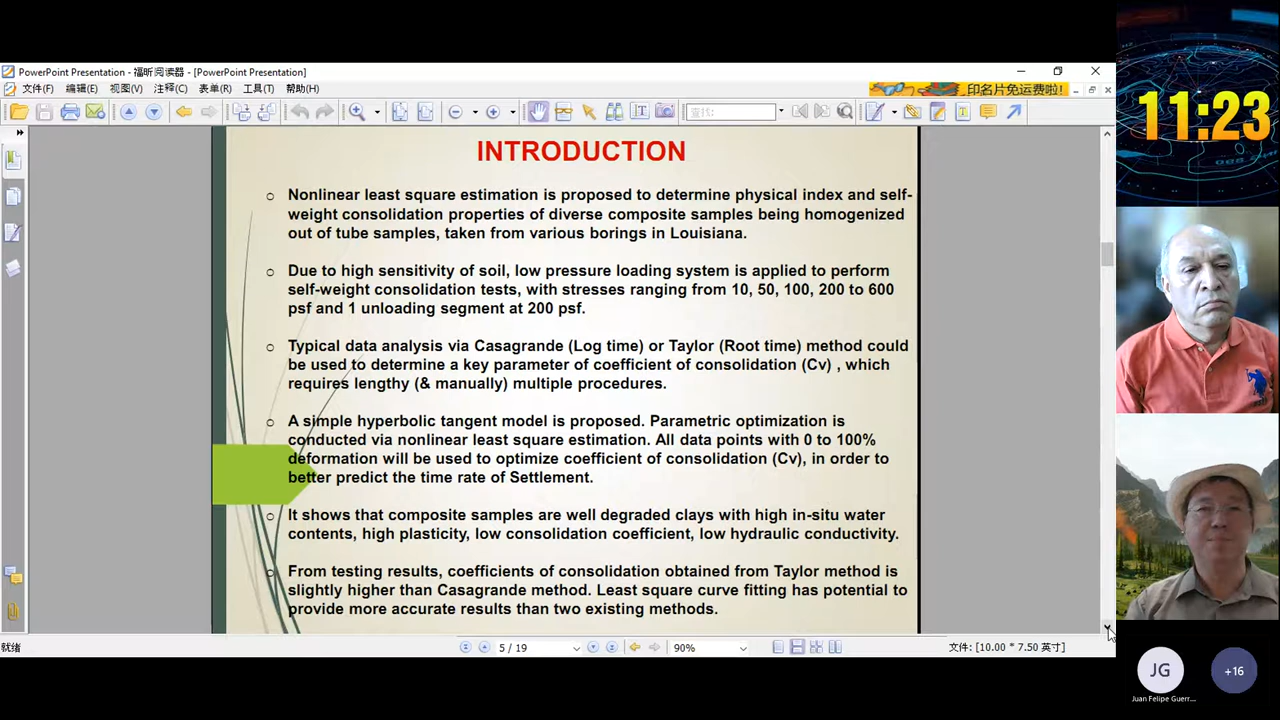 PowerPoint Presentation - 福昕阅读器 - [PowerPoint Presentation]
文件(F) 编辑(E) 视图(V) 注释(C) 表单(R) 工具(T) 帮助(H)
印名片免运费啦!
查找:
INTRODUCTION
Nonlinear least square estimation is proposed to determine physical index and self-
weight consolidation properties of diverse composite samples being homogenized
out of tube samples, taken from various borings in Louisiana.
Due to high sensitivity of soil, low pressure loading system is applied to perform
self-weight consolidation tests, with stresses ranging from 10, 50, 100, 200 to 600
psf and 1 unloading segment at 200 psf.
Typical data analysis via Casagrande (Log time) or Taylor (Root time) method could
be used to determine a key parameter of coefficient of consolidation (Cv) , which
requires lengthy (& manually) multiple procedures.
A simple hyperbolic tangent model is proposed. Parametric optimization is
conducted via nonlinear least square estimation. All data points with 0 to 100%
deformation will be used to optimize coefficient of consolidation (Cv), in order to
better predict the time rate of Settlement.
It shows that composite samples are well degraded clays with high in-situ water
contents, high plasticity, low consolidation coefficient, low hydraulic conductivity.
From testing results, coefficients of consolidation obtained from Taylor method is
slightly higher than Casagrande method. Least square curve fitting has potential to
provide more accurate results than two existing methods.
就绪
5 / 19
90%
文件: [10.00 * 7.50 英寸]
11:23
JG
Juan Felipe Guerr...
+16